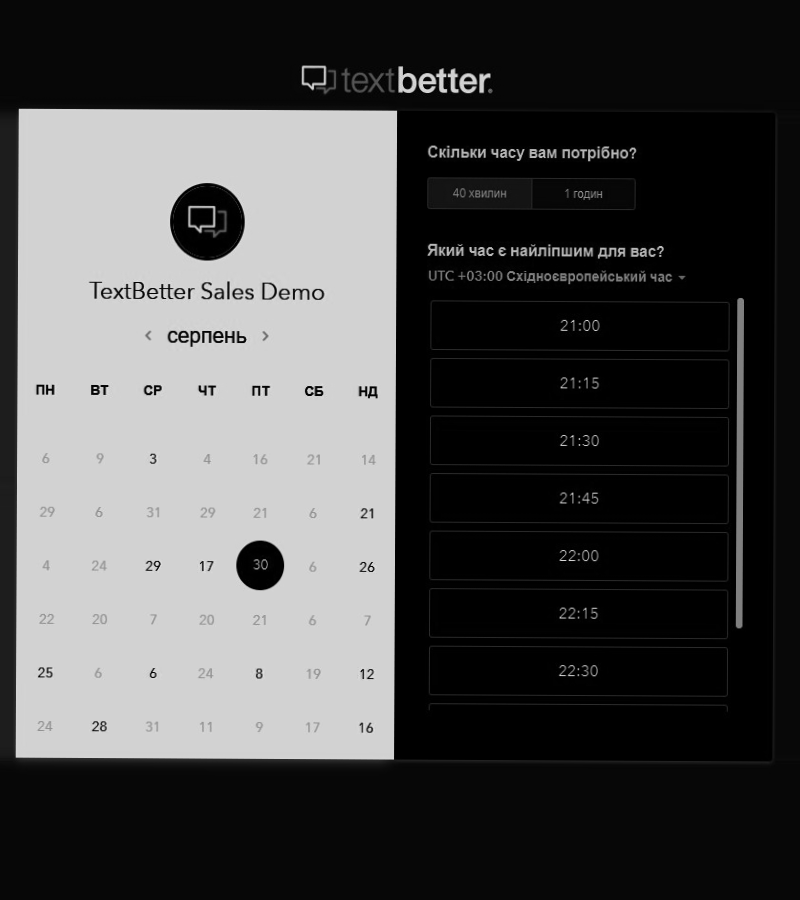 textbetter.
TextBetter Sales Demo
серпень
ПН ВТ СР ЧТ ПТ СБ НД
6 9 3 4 16 21 14
29 6 31 29 21 6 21
4 24 29 17 30 6 26
22 20 7 20 21 6 7
25 6 6 24 8 19 12
24 28 31 11 9 17 16
Скільки часу вам потрібно?
40 хвилин 1 годин
Який час є найліпшим для вас?
UTC +03:00 Східноєвропейський час
21:00
21:15
21:30
21:45
22:00
22:15
22:30